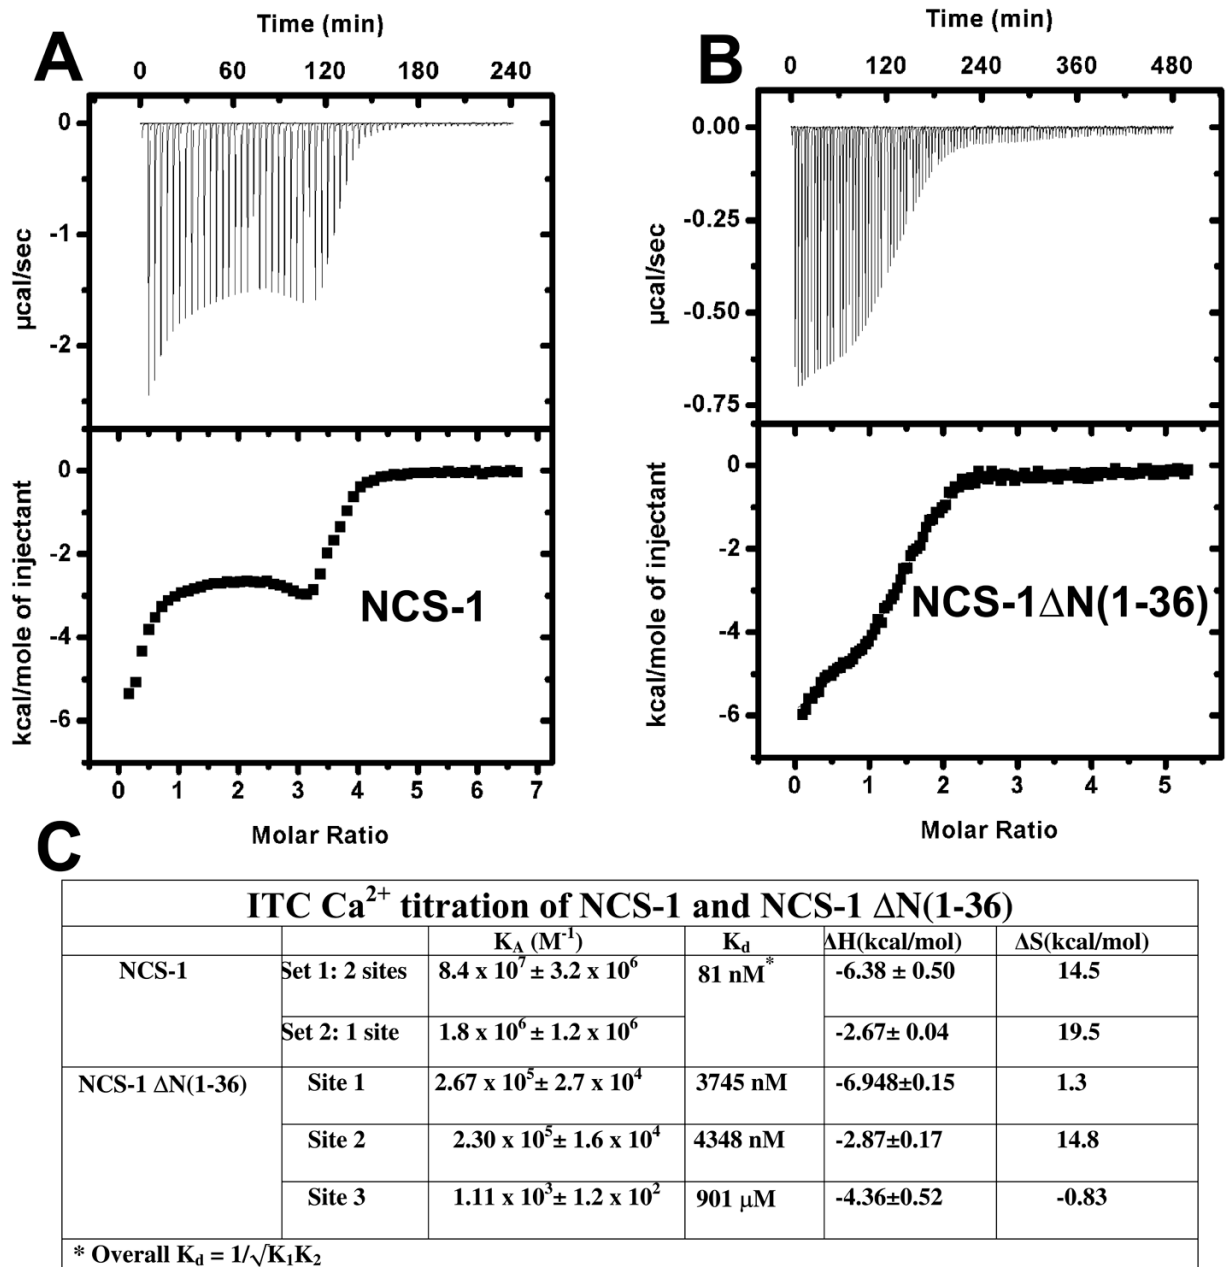 A
Time (min)
0 60 120 180 240
0
-1
-2
µcal/sec
0
-2
-4
-6
kcal/mole of injectant
NCS-1
0 1 2 3 4 5 6 7
Molar Ratio
B
Time (min)
0 120 240 360 480
0.00
-0.25
-0.50
-0.75
µcal/sec
0
-2
-4
-6
kcal/mole of injectant
NCS-1ΔN(1-36)
0 1 2 3 4 5
Molar Ratio
C
ITC Ca²⁺ titration of NCS-1 and NCS-1 ΔN(1-36)
K_A (M⁻¹) K_d ΔH(kcal/mol) ΔS(kcal/mol)
NCS-1 Set 1: 2 sites 8.4 x 10⁷ ± 3.2 x 10⁶ 81 nM* -6.38 ± 0.50 14.5
Set 2: 1 site 1.8 x 10⁶ ± 1.2 x 10⁶ -2.67± 0.04 19.5
NCS-1 ΔN(1-36) Site 1 2.67 x 10⁵± 2.7 x 10⁴ 3745 nM -6.948±0.15 1.3
Site 2 2.30 x 10⁵± 1.6 x 10⁴ 4348 nM -2.87±0.17 14.8
Site 3 1.11 x 10³± 1.2 x 10² 901 µM -4.36±0.52 -0.83
* Overall K_d = 1/√K₁K₂